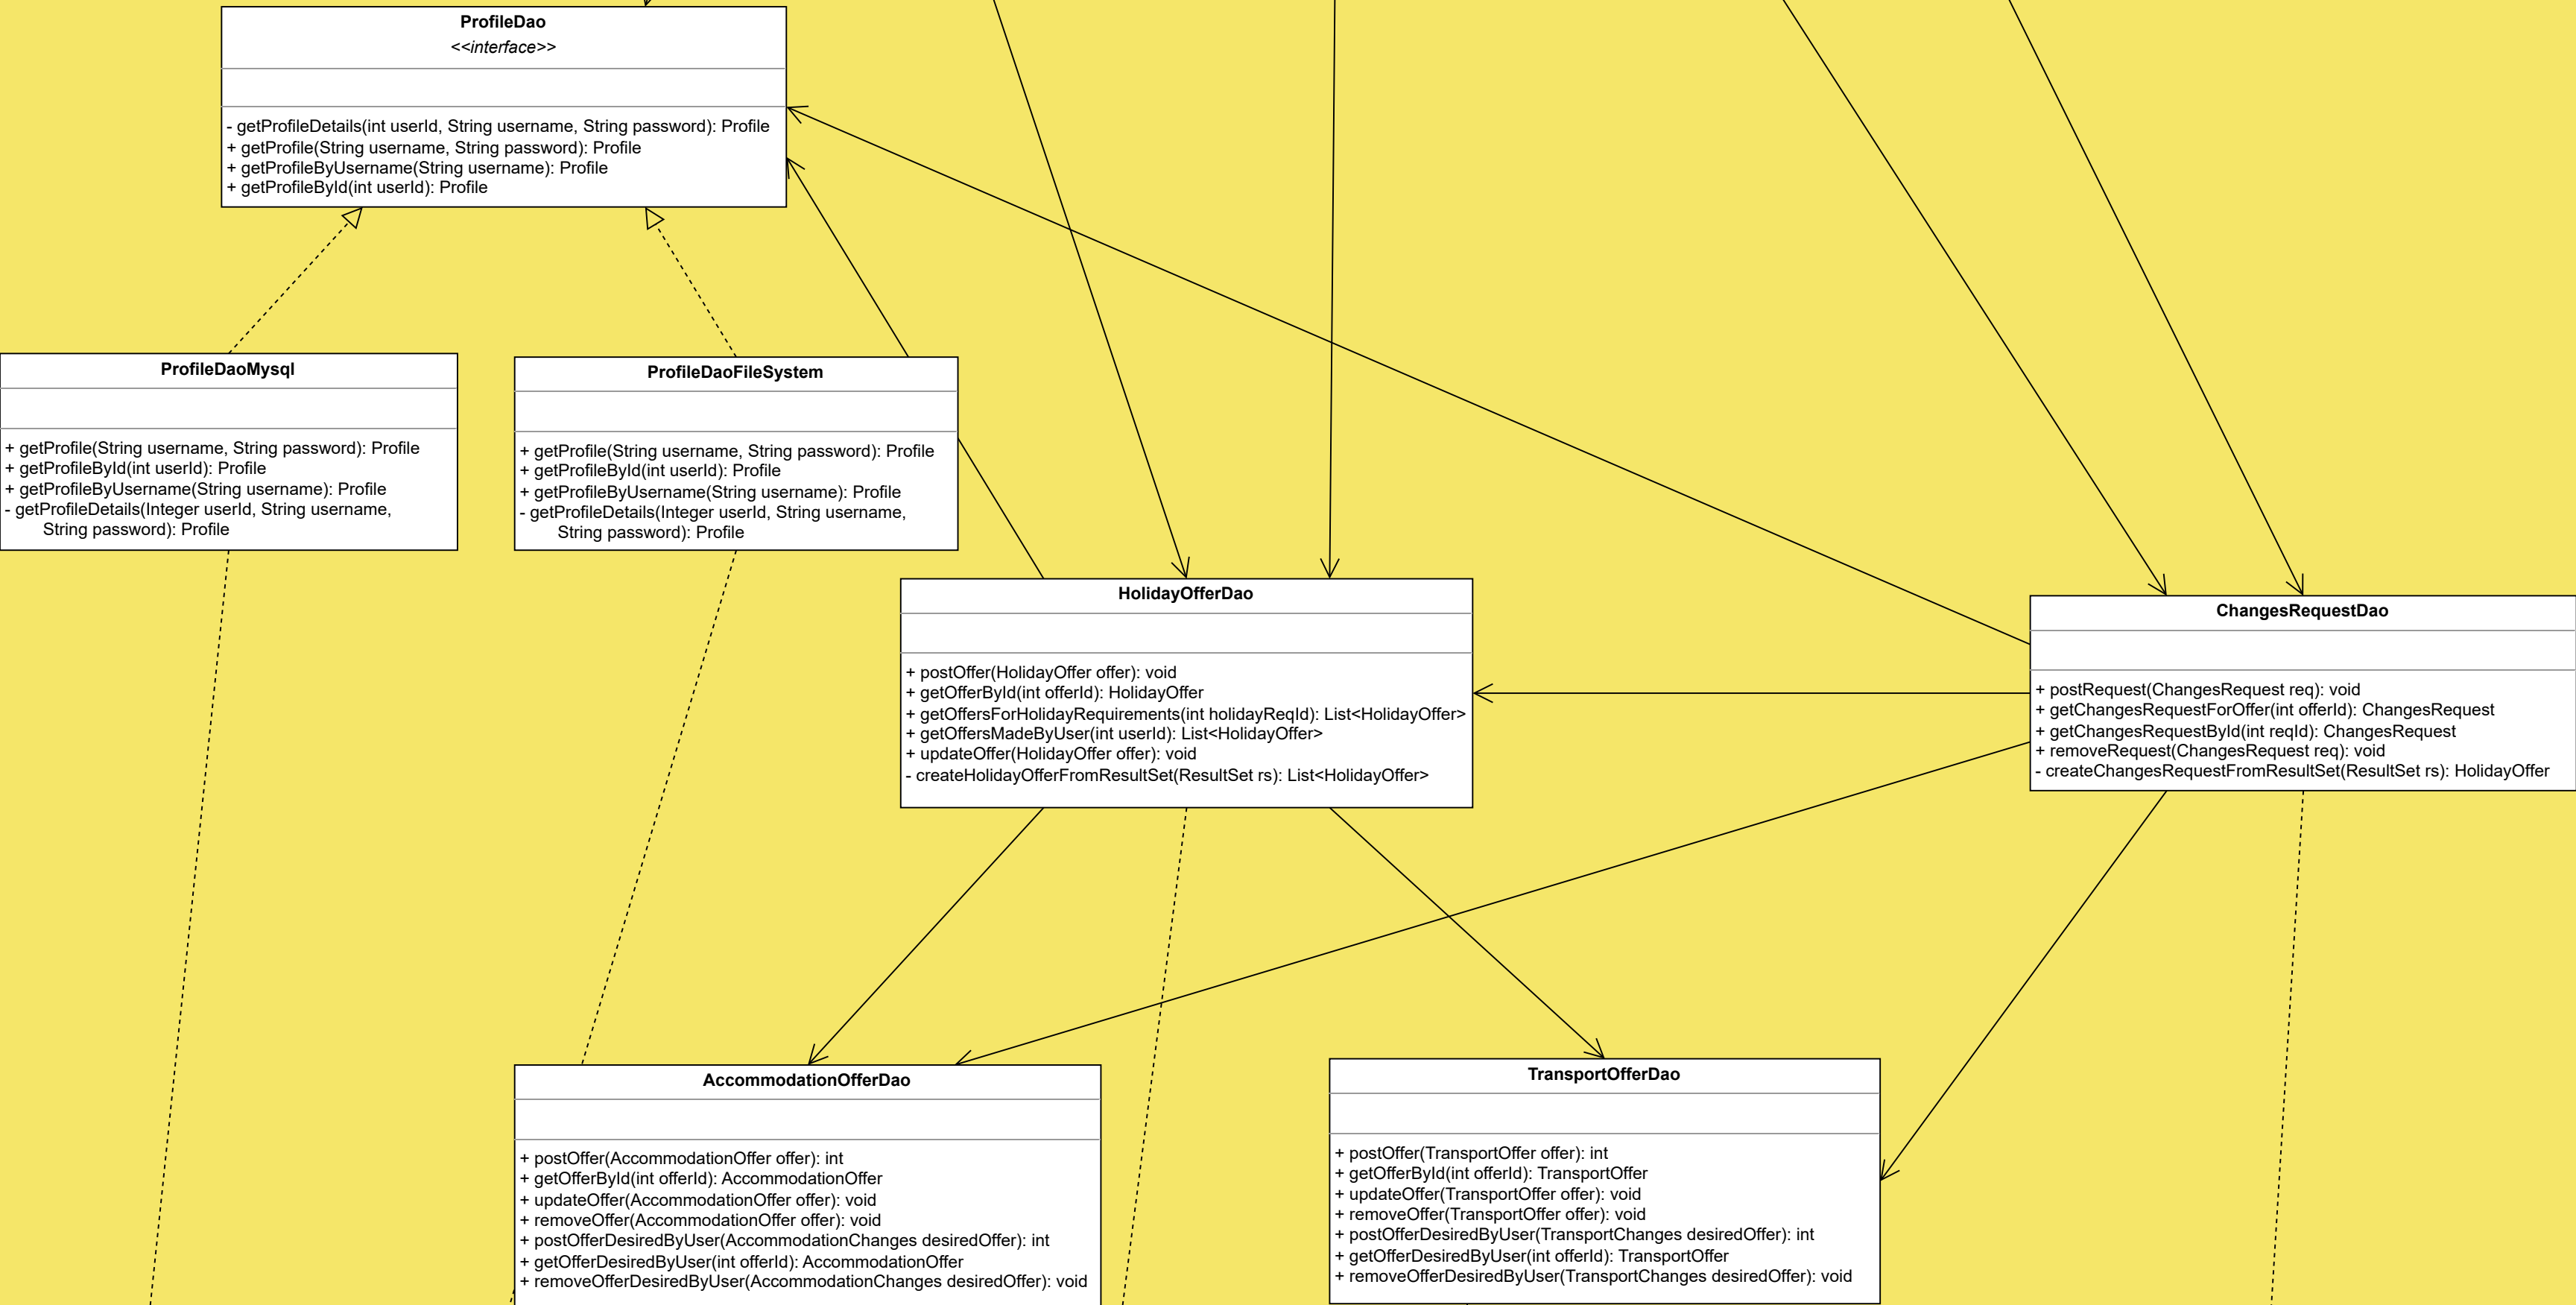 ProfileDao
<<interface>>
- getProfileDetails(int userId, String username, String password): Profile
+ getProfile(String username, String password): Profile
+ getProfileByUsername(String username): Profile
+ getProfileById(int userId): Profile
ProfileDaoMysql
+ getProfile(String username, String password): Profile
+ getProfileById(int userId): Profile
+ getProfileByUsername(String username): Profile
- getProfileDetails(Integer userId, String username,
String password): Profile
ProfileDaoFileSystem
+ getProfile(String username, String password): Profile
+ getProfileById(int userId): Profile
+ getProfileByUsername(String username): Profile
- getProfileDetails(Integer userId, String username,
String password): Profile
HolidayOfferDao
+ postOffer(HolidayOffer offer): void
+ getOfferById(int offerId): HolidayOffer
+ getOffersForHolidayRequirements(int holidayReqId): List<HolidayOffer>
+ getOffersMadeByUser(int userId): List<HolidayOffer>
+ updateOffer(HolidayOffer offer): void
- createHolidayOfferFromResultSet(ResultSet rs): List<HolidayOffer>
ChangesRequestDao
+ postRequest(ChangesRequest req): void
+ getChangesRequestForOffer(int offerId): ChangesRequest
+ getChangesRequestById(int reqId): ChangesRequest
+ removeRequest(ChangesRequest req): void
- createChangesRequestFromResultSet(ResultSet rs): HolidayOffer
AccommodationOfferDao
+ postOffer(AccommodationOffer offer): int
+ getOfferById(int offerId): AccommodationOffer
+ updateOffer(AccommodationOffer offer): void
+ removeOffer(AccommodationOffer offer): void
+ postOfferDesiredByUser(AccommodationChanges desiredOffer): int
+ getOfferDesiredByUser(int offerId): AccommodationOffer
+ removeOfferDesiredByUser(AccommodationChanges desiredOffer): void
TransportOfferDao
+ postOffer(TransportOffer offer): int
+ getOfferById(int offerId): TransportOffer
+ updateOffer(TransportOffer offer): void
+ removeOffer(TransportOffer offer): void
+ postOfferDesiredByUser(TransportChanges desiredOffer): int
+ getOfferDesiredByUser(int offerId): TransportOffer
+ removeOfferDesiredByUser(TransportChanges desiredOffer): void